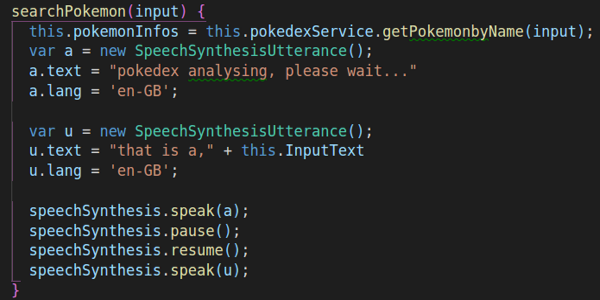 searchPokemon(input) {
this.pokemonInfos = this.pokedexService.getPokemonbyName(input);
var a = new SpeechSynthesisUtterance();
a.text = "pokedex analysing, please wait..."
a.lang = 'en-GB';
var u = new SpeechSynthesisUtterance();
u.text = "that is a," + this.InputText
u.lang = 'en-GB';
speechSynthesis.speak(a);
speechSynthesis.pause();
speechSynthesis.resume();
speechSynthesis.speak(u);
}